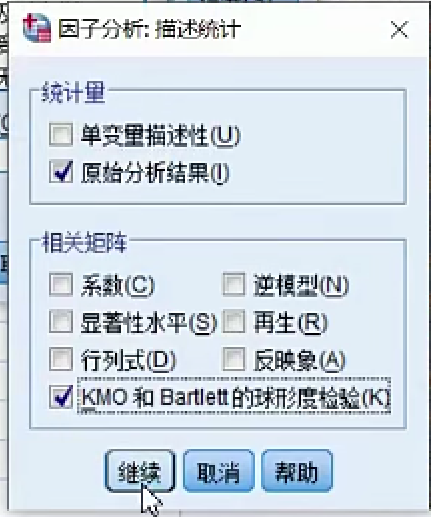 因子分析: 描述统计
统计量
单变量描述性(U)
原始分析结果(I)
相关矩阵
系数(C) 逆模型(N)
显著性水平(S) 再生(R)
行列式(D) 反映象(A)
KMO 和 Bartlett 的球形度检验(K)
继续 取消 帮助